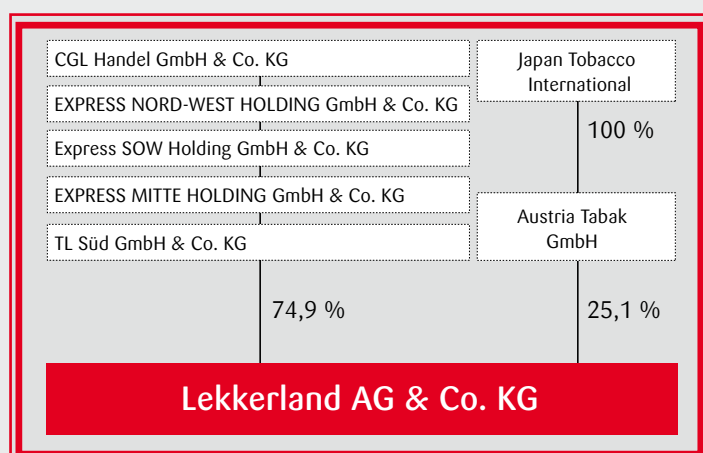 CGL Handel GmbH & Co. KG
EXPRESS NORD-WEST HOLDING GmbH & Co. KG
Express SOW Holding GmbH & Co. KG
EXPRESS MITTE HOLDING GmbH & Co. KG
TL Süd GmbH & Co. KG
74,9 %
Japan Tobacco
International
100 %
Austria Tabak
GmbH
25,1 %
Lekkerland AG & Co. KG